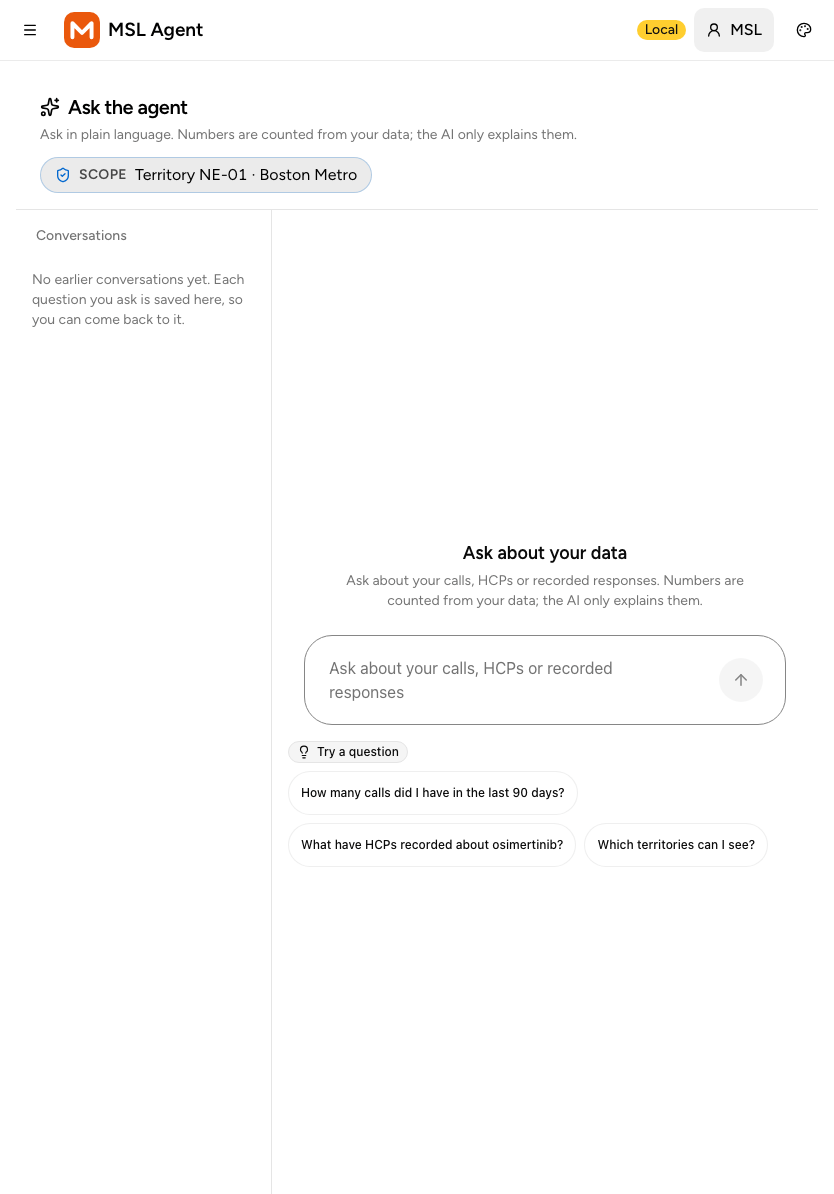 MSL Agent
Local
MSL
Ask the agent
Ask in plain language. Numbers are counted from your data; the AI only explains them.
SCOPE Territory NE-01 · Boston Metro
Conversations
No earlier conversations yet. Each
question you ask is saved here, so
you can come back to it.
Ask about your data
Ask about your calls, HCPs or recorded responses. Numbers are
counted from your data; the AI only explains them.
Ask about your calls, HCPs or recorded
responses
Try a question
How many calls did I have in the last 90 days?
What have HCPs recorded about osimertinib?
Which territories can I see?